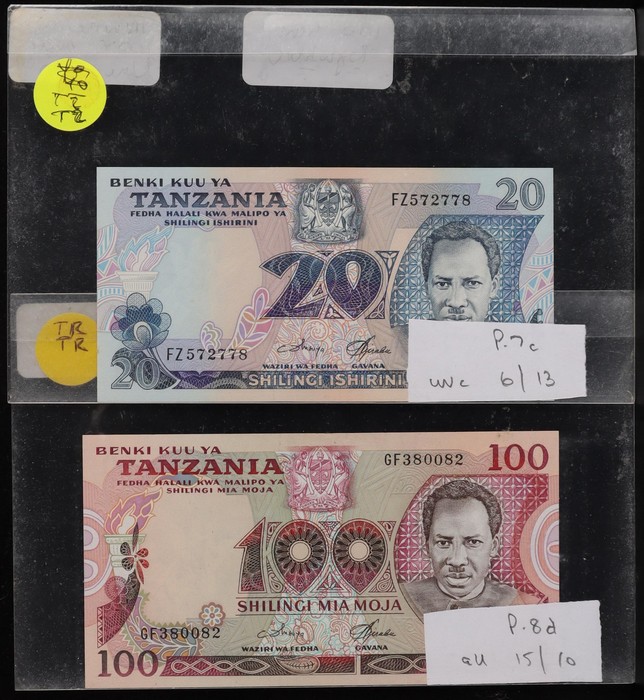 BENKI KUU YA
TANZANIA
FEDHA HALALI KWA MALIPO YA
SHILINGI ISHIRINI
FZ572778
20
20
FZ572778
WAZIRI WA FEDHA
GAVANA
20
SHILINGI ISHIRINI
TR
TR
P.7c
unc 6/13
BENKI KUU YA
TANZANIA
FEDHA HALALI KWA MALIPO YA
SHILINGI MIA MOJA
GF380082
100
100
SHILINGI MIA MOJA
GF380082
WAZIRI WA FEDHA
GAVANA
100
P.8d
au 15/10